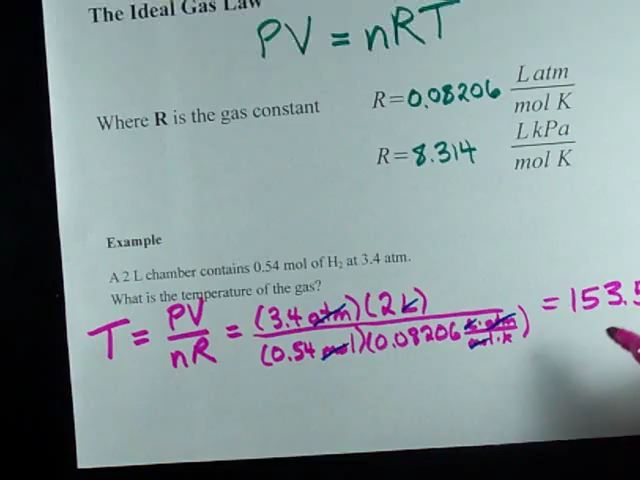 The Ideal Gas Law
PV = nRT
Where R is the gas constant
R = 0.08206 L atm / mol K
R = 8.314 L kPa / mol K
Example
A 2 L chamber contains 0.54 mol of H₂ at 3.4 atm.
What is the temperature of the gas?
T = PV / nR = (3.4 atm)(2 L) / (0.54 mol)(0.08206 L·atm / mol·K) = 153.5